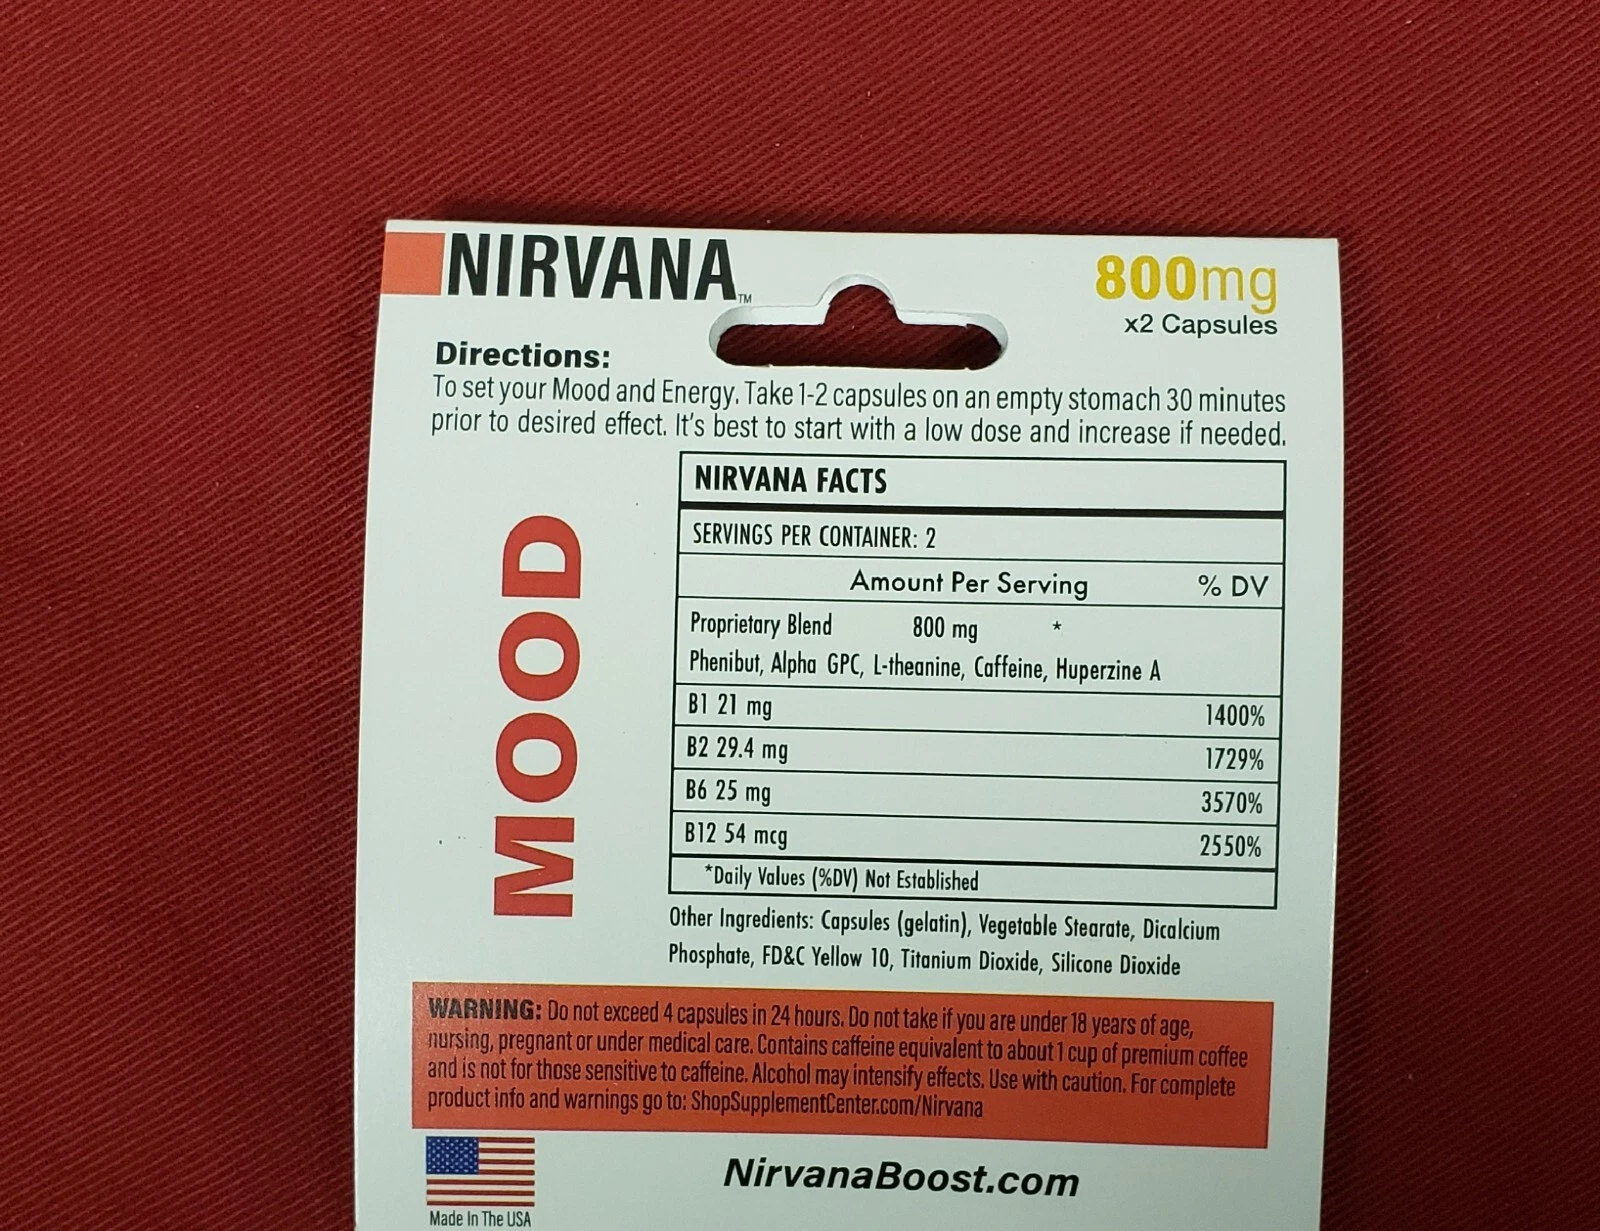 NIRVANA™
800mg
x2 Capsules
Directions:
To set your Mood and Energy. Take 1-2 capsules on an empty stomach 30 minutes
prior to desired effect. It's best to start with a low dose and increase if needed.
MOOD
NIRVANA FACTS
SERVINGS PER CONTAINER: 2
Amount Per Serving % DV
Proprietary Blend 800 mg *
Phenibut, Alpha GPC, L-theanine, Caffeine, Huperzine A
B1 21 mg 1400%
B2 29.4 mg 1729%
B6 25 mg 3570%
B12 54 mcg 2550%
*Daily Values (%DV) Not Established
Other Ingredients: Capsules (gelatin), Vegetable Stearate, Dicalcium
Phosphate, FD&C Yellow 10, Titanium Dioxide, Silicone Dioxide
WARNING: Do not exceed 4 capsules in 24 hours. Do not take if you are under 18 years of age,
nursing, pregnant or under medical care. Contains caffeine equivalent to about 1 cup of premium coffee
and is not for those sensitive to caffeine. Alcohol may intensify effects. Use with caution. For complete
product info and warnings go to: ShopSupplementCenter.com/Nirvana
NirvanaBoost.com
Made In The USA